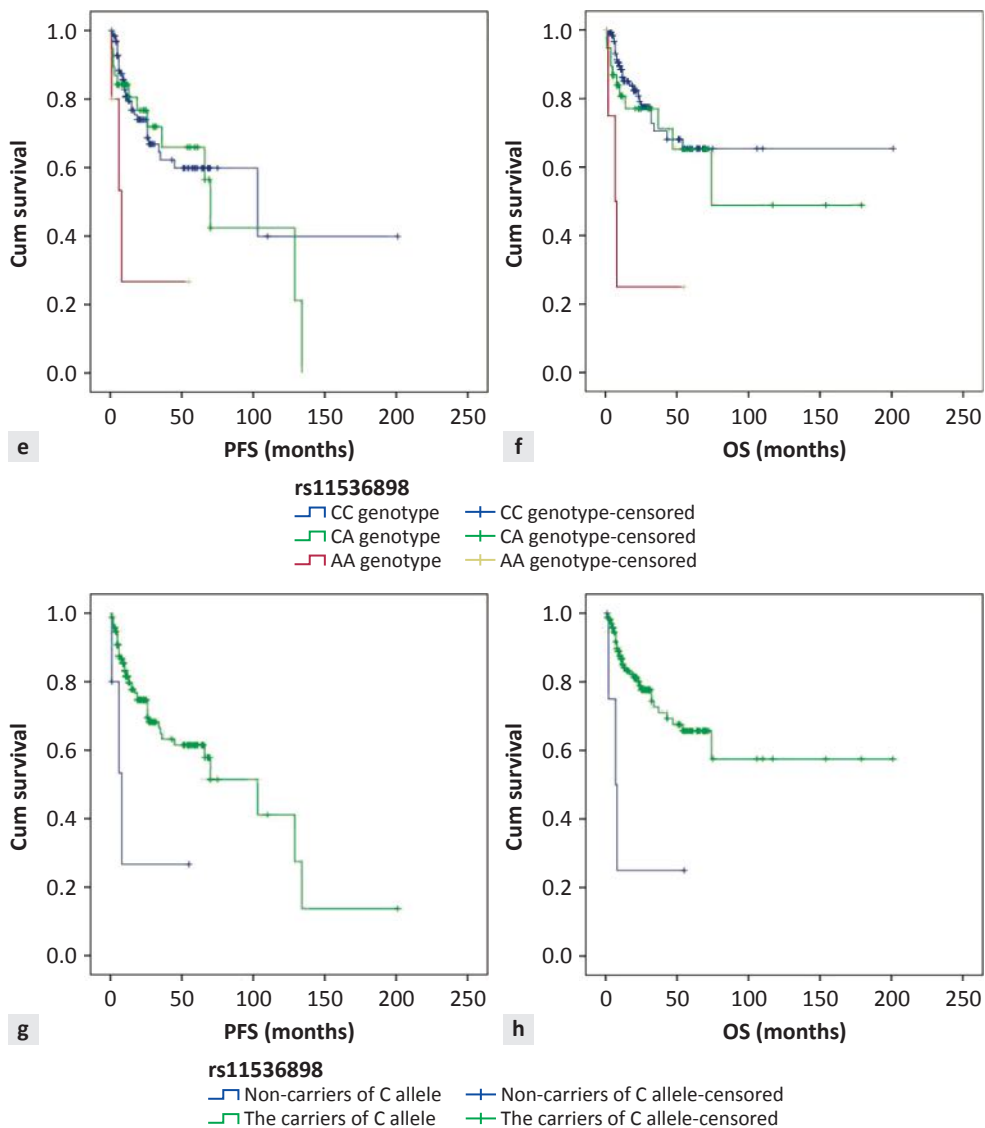 1.0
0.8
0.6
0.4
0.2
0.0
Cum survival
0 50 100 150 200 250
PFS (months)
e
1.0
0.8
0.6
0.4
0.2
0.0
Cum survival
0 50 100 150 200 250
OS (months)
f
rs11536898
CC genotype CC genotype-censored
CA genotype CA genotype-censored
AA genotype AA genotype-censored
1.0
0.8
0.6
0.4
0.2
0.0
Cum survival
0 50 100 150 200 250
PFS (months)
g
1.0
0.8
0.6
0.4
0.2
0.0
Cum survival
0 50 100 150 200 250
OS (months)
h
rs11536898
Non-carriers of C allele Non-carriers of C allele-censored
The carriers of C allele The carriers of C allele-censored